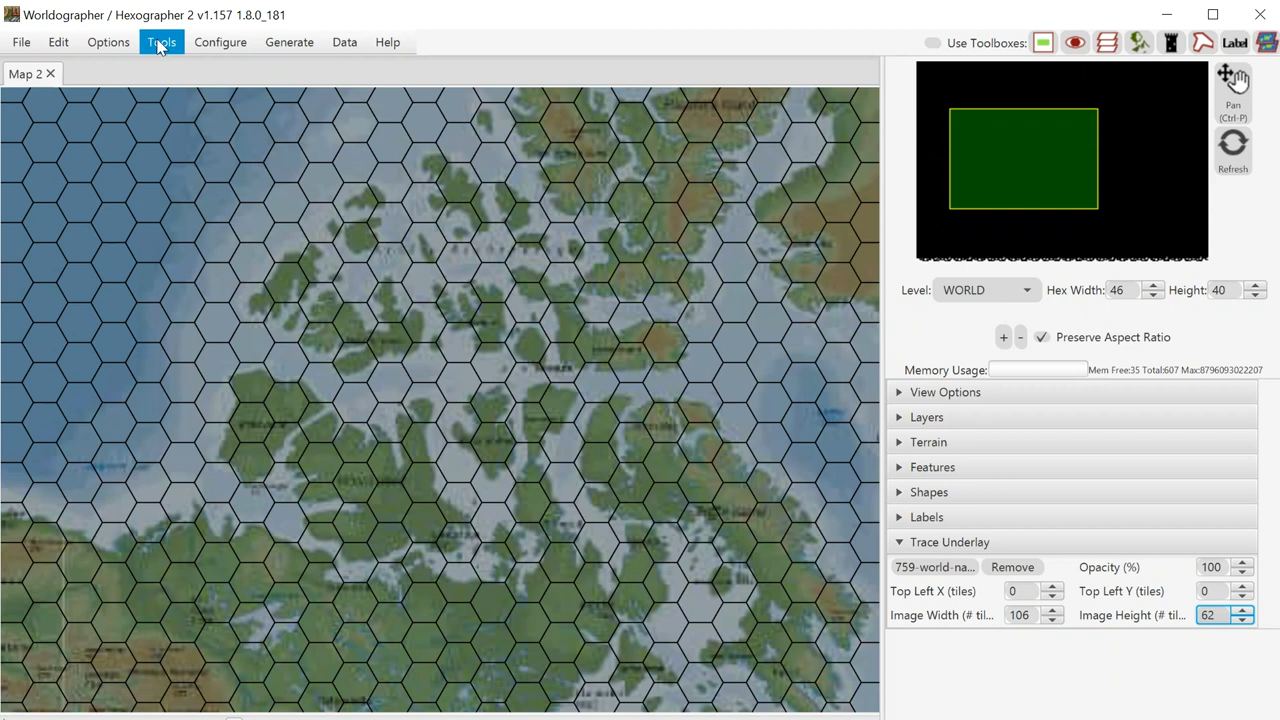 Worldographer / Hexographer 2 v1.157 1.8.0_181
File Edit Options Tools Configure Generate Data Help
Use Toolboxes: Label
Map 2
Pan
(Ctrl-P)
Refresh
Level: WORLD Hex Width: 46 Height: 40
+ - Preserve Aspect Ratio
Memory Usage: Mem Free:35 Total:607 Max:8796093022207
View Options
Layers
Terrain
Features
Shapes
Labels
Trace Underlay
759-world-na... Remove Opacity (%) 100
Top Left X (tiles) 0 Top Left Y (tiles) 0
Image Width (# til... 106 Image Height (# til... 62